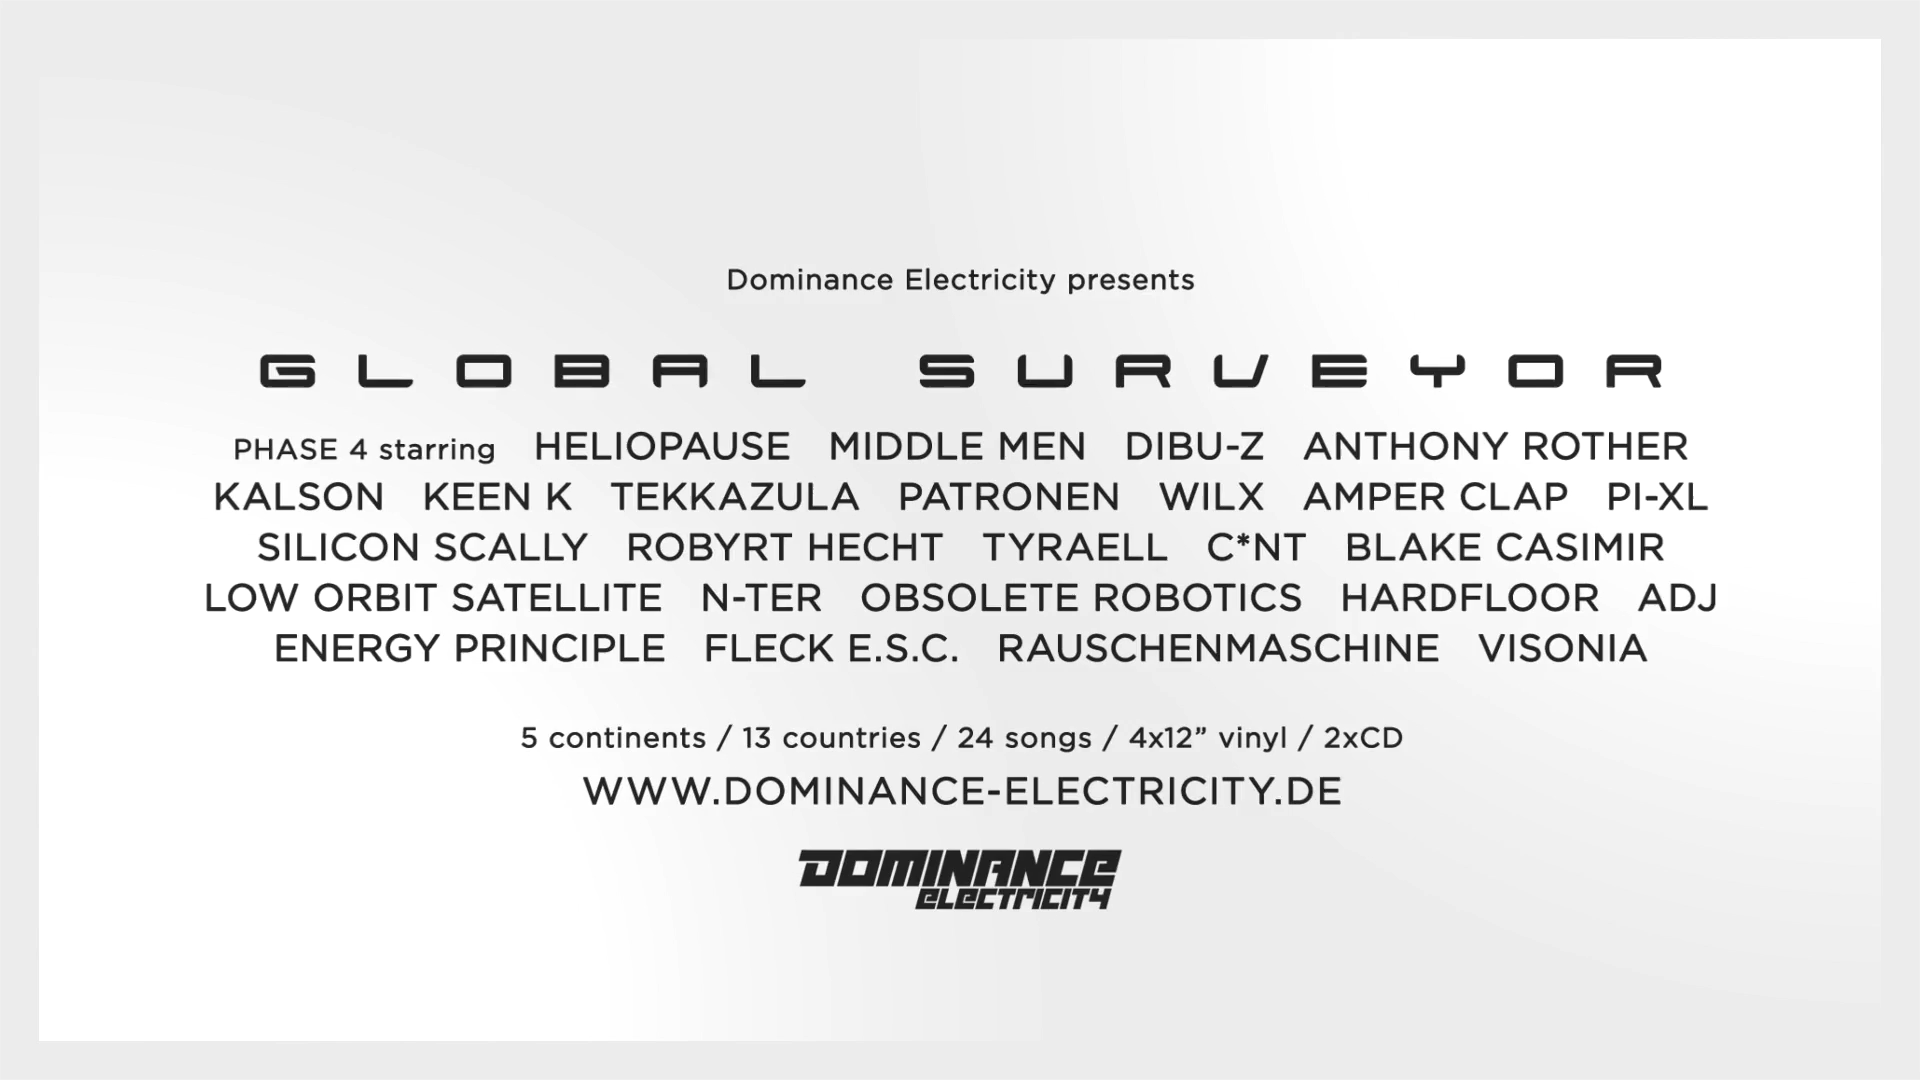 Dominance Electricity presents
GLOBAL SURVEYOR
PHASE 4 starring HELIOPAUSE MIDDLE MEN DIBU-Z ANTHONY ROTHER
KALSON KEEN K TEKKAZULA PATRONEN WILX AMPER CLAP PI-XL
SILICON SCALLY ROBYRT HECHT TYRAELL C*NT BLAKE CASIMIR
LOW ORBIT SATELLITE N-TER OBSOLETE ROBOTICS HARDFLOOR ADJ
ENERGY PRINCIPLE FLECK E.S.C. RAUSCHENMASCHINE VISONIA
5 continents / 13 countries / 24 songs / 4x12” vinyl / 2xCD
WWW.DOMINANCE-ELECTRICITY.DE
DOMINANCE
ELECTRICITY